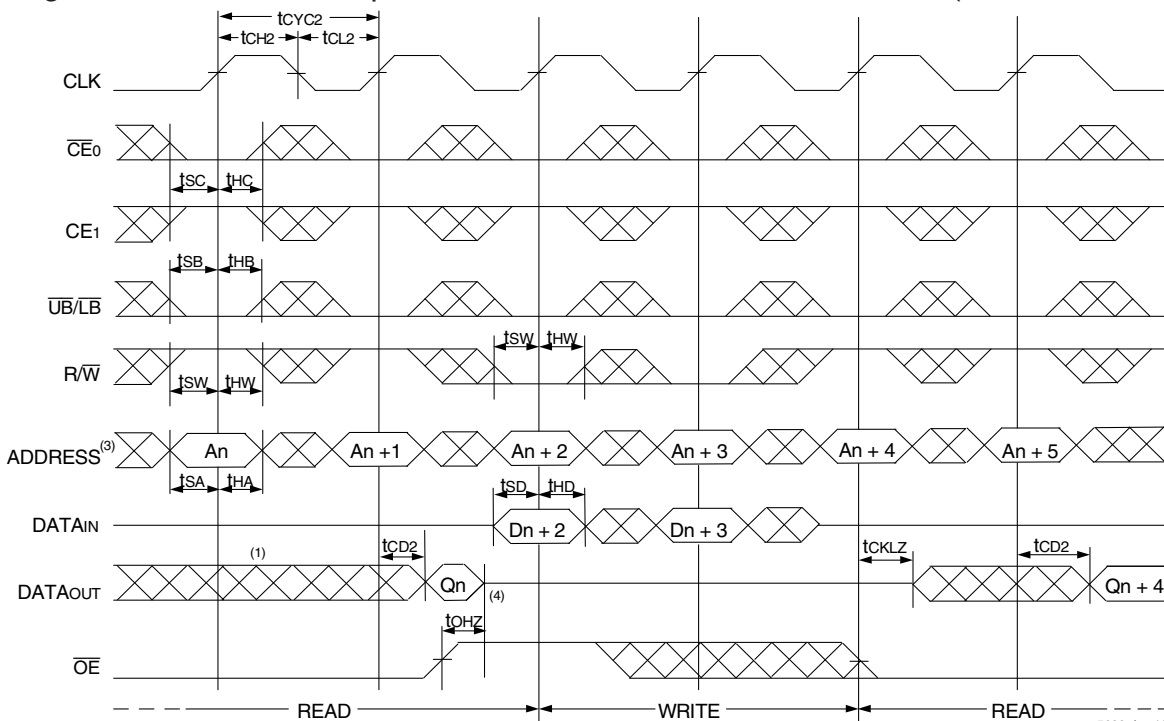 tCYC2
tCH2 tCL2
CLK
CE0
tSC tHC
CE1
tSB tHB
UB/LB
tSW tHW
R/W
tSW tHW
ADDRESS(3) An An +1 An + 2 An + 3 An + 4 An + 5
tSA tHA tSD tHD
DATAIN Dn + 2 Dn + 3
tCD2 tCKLZ tCD2
(1)
DATAOUT Qn (4) Qn + 4
tOHZ
OE
READ WRITE READ